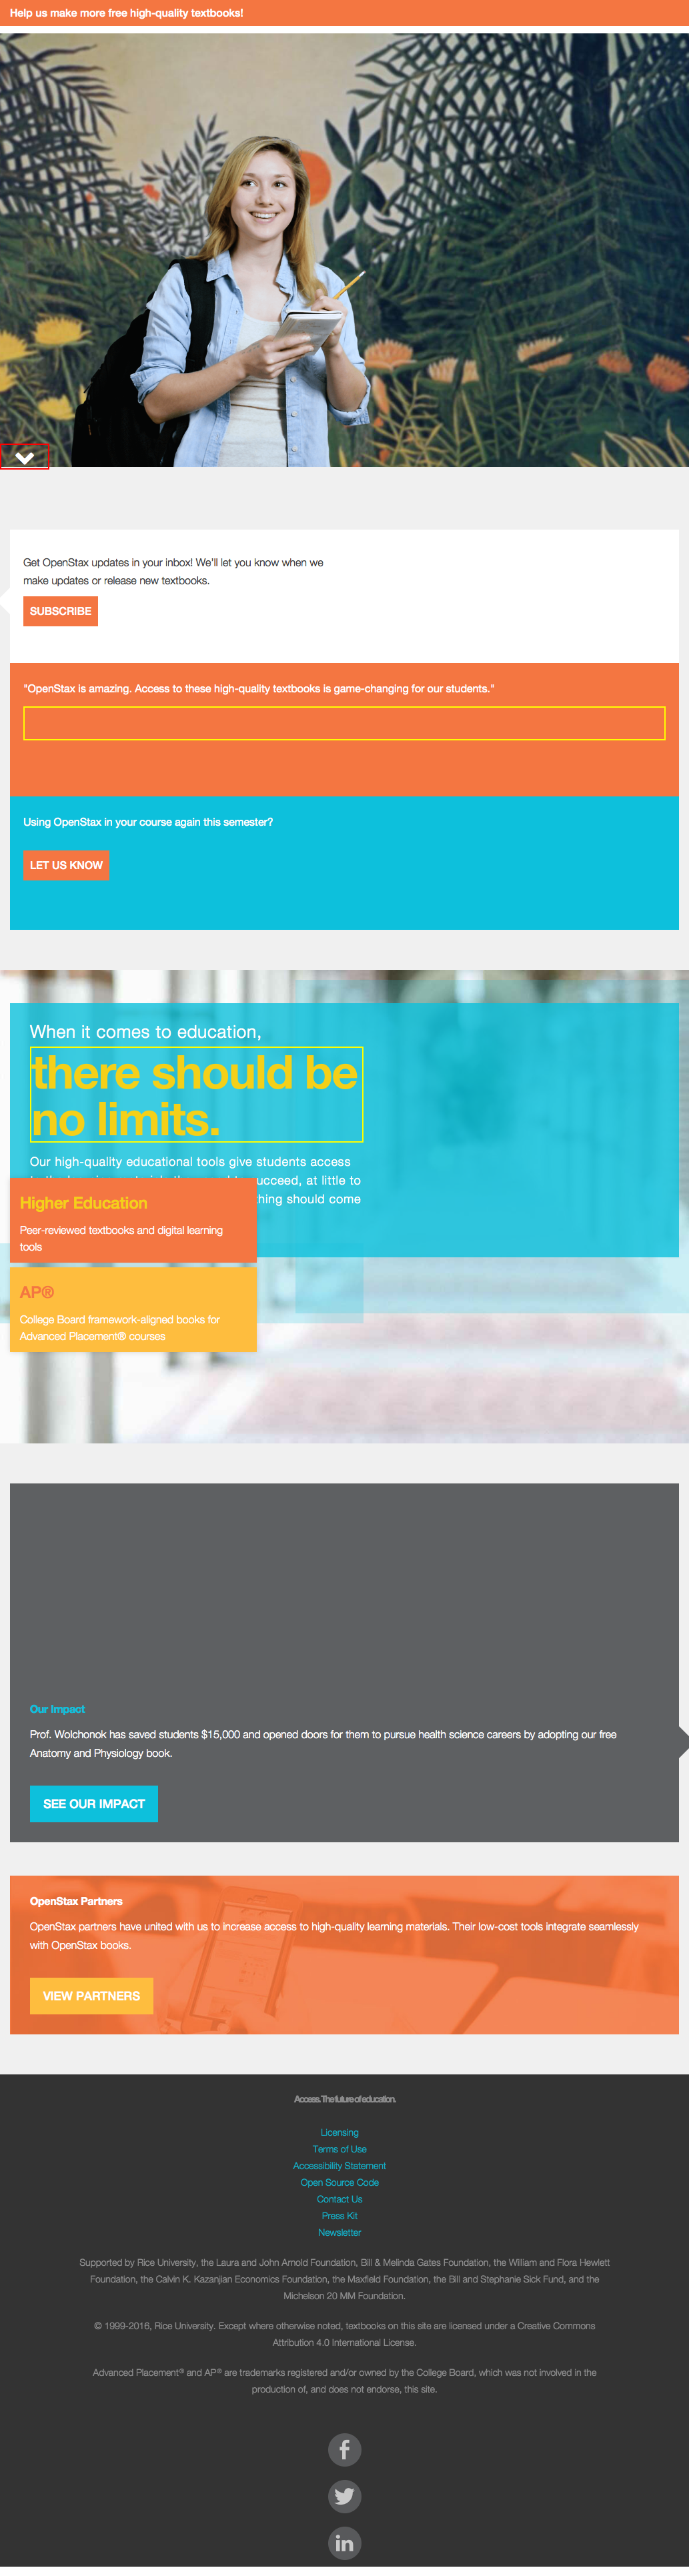 Help us make more free high-quality textbooks!
Get OpenStax updates in your inbox! We'll let you know when we
make updates or release new textbooks.
SUBSCRIBE
"OpenStax is amazing. Access to these high-quality textbooks is game-changing for our students."
Using OpenStax in your course again this semester?
LET US KNOW
When it comes to education,
there should be
no limits.
Our high-quality educational tools give students access
succeed, at little to
thing should come
Higher Education
Peer-reviewed textbooks and digital learning
tools
AP®
College Board framework-aligned books for
Advanced Placement® courses
Our Impact
Prof. Wolchonok has saved students $15,000 and opened doors for them to pursue health science careers by adopting our free
Anatomy and Physiology book.
SEE OUR IMPACT
OpenStax Partners
OpenStax partners have united with us to increase access to high-quality learning materials. Their low-cost tools integrate seamlessly
with OpenStax books.
VIEW PARTNERS
Access. The future of education.
Licensing
Terms of Use
Accessibility Statement
Open Source Code
Contact Us
Press Kit
Newsletter
Supported by Rice University, the Laura and John Arnold Foundation, Bill & Melinda Gates Foundation, the William and Flora Hewlett
Foundation, the Calvin K. Kazanjian Economics Foundation, the Maxfield Foundation, the Bill and Stephanie Sick Fund, and the
Michelson 20 MM Foundation.
© 1999-2016, Rice University. Except where otherwise noted, textbooks on this site are licensed under a Creative Commons
Attribution 4.0 International License.
Advanced Placement® and AP® are trademarks registered and/or owned by the College Board, which was not involved in the
production of, and does not endorse, this site.